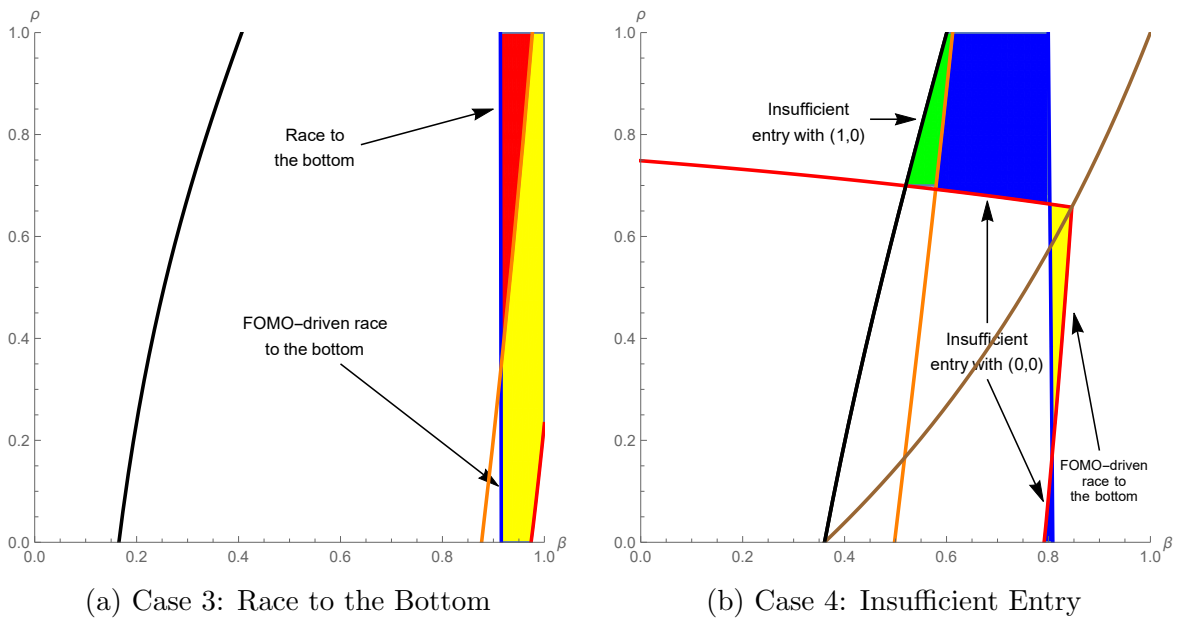 ρ
1.0
0.8
0.6
0.4
0.2
0.0
0.0
0.2
0.4
0.6
0.8
1.0
β
Race to
the bottom
FOMO–driven race
to the bottom
(a) Case 3: Race to the Bottom
ρ
1.0
0.8
0.6
0.4
0.2
0.0
0.0
0.2
0.4
0.6
0.8
1.0
β
Insufficient
entry with (1,0)
Insufficient
entry with (0,0)
FOMO–driven
race to
the bottom
(b) Case 4: Insufficient Entry